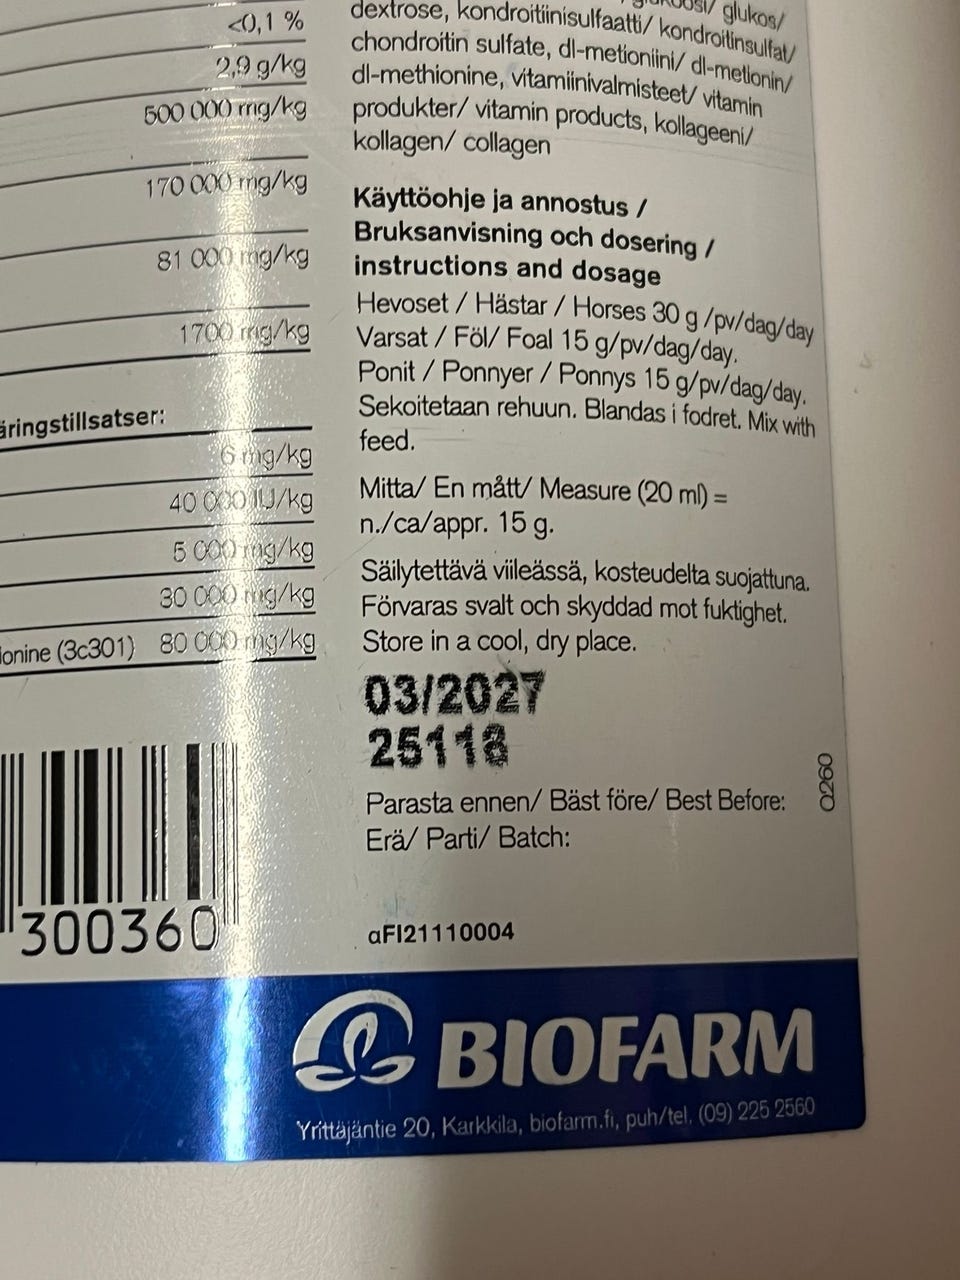 <0,1 %
2,9 g/kg
500 000 mg/kg
170 000 mg/kg
81 000 mg/kg
1700 mg/kg
äringstillsatser:
6 mg/kg
40 000 IU/kg
5 000 mg/kg
30 000 mg/kg
ionine (3c301) 80 000 mg/kg
300360
glukos/
dextrose, kondroitiinisulfaatti/ kondroitinsulfat/
chondroitin sulfate, dl-metioniini/ dl-metionin/
dl-methionine, vitamiinivalmisteet/ vitamin
produkter/ vitamin products, kollageeni/
kollagen/ collagen
Käyttöohje ja annostus /
Bruksanvisning och dosering /
instructions and dosage
Hevoset / Hästar / Horses 30 g /pv/dag/day
Varsat / Föl/ Foal 15 g/pv/dag/day.
Ponit / Ponnyer / Ponnys 15 g/pv/dag/day.
Sekoitetaan rehuun. Blandas i fodret. Mix with
feed.
Mitta/ En mått/ Measure (20 ml) =
n./ca/appr. 15 g.
Säilytettävä viileässä, kosteudelta suojattuna.
Förvaras svalt och skyddad mot fuktighet.
Store in a cool, dry place.
03/2027
25118
Parasta ennen/ Bäst före/ Best Before:
Erä/ Parti/ Batch:
0260
αFI21110004
BIOFARM
Yrittäjäntie 20, Karkkila, biofarm.fi, puh/tel. (09) 225 2560